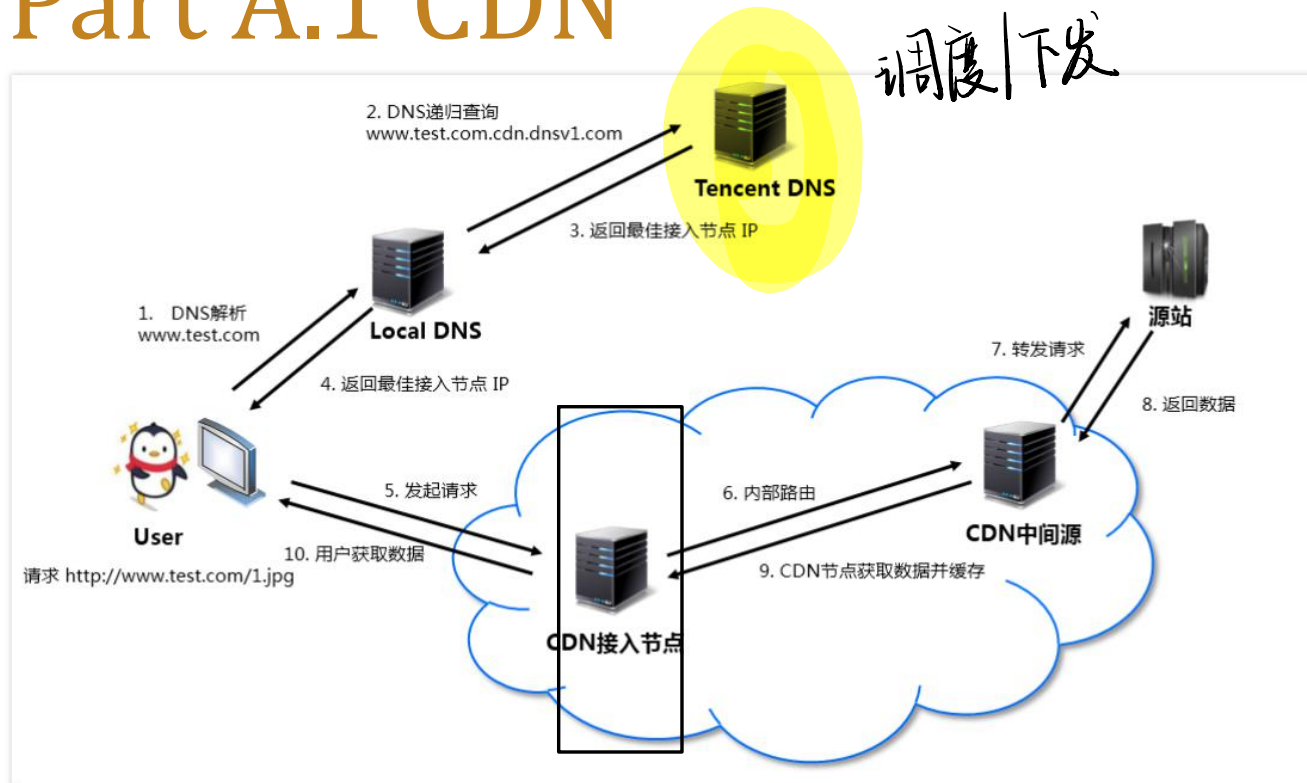 Part A.1 CDN
调度|下发
2. DNS递归查询
www.test.com.cdn.dnsv1.com
Tencent DNS
3. 返回最佳接入节点 IP
1. DNS解析
www.test.com
Local DNS
4. 返回最佳接入节点 IP
源站
7. 转发请求
8. 返回数据
5. 发起请求
6. 内部路由
User
CDN中间源
10. 用户获取数据
9. CDN节点获取数据并缓存
请求 http://www.test.com/1.jpg
CDN接入节点